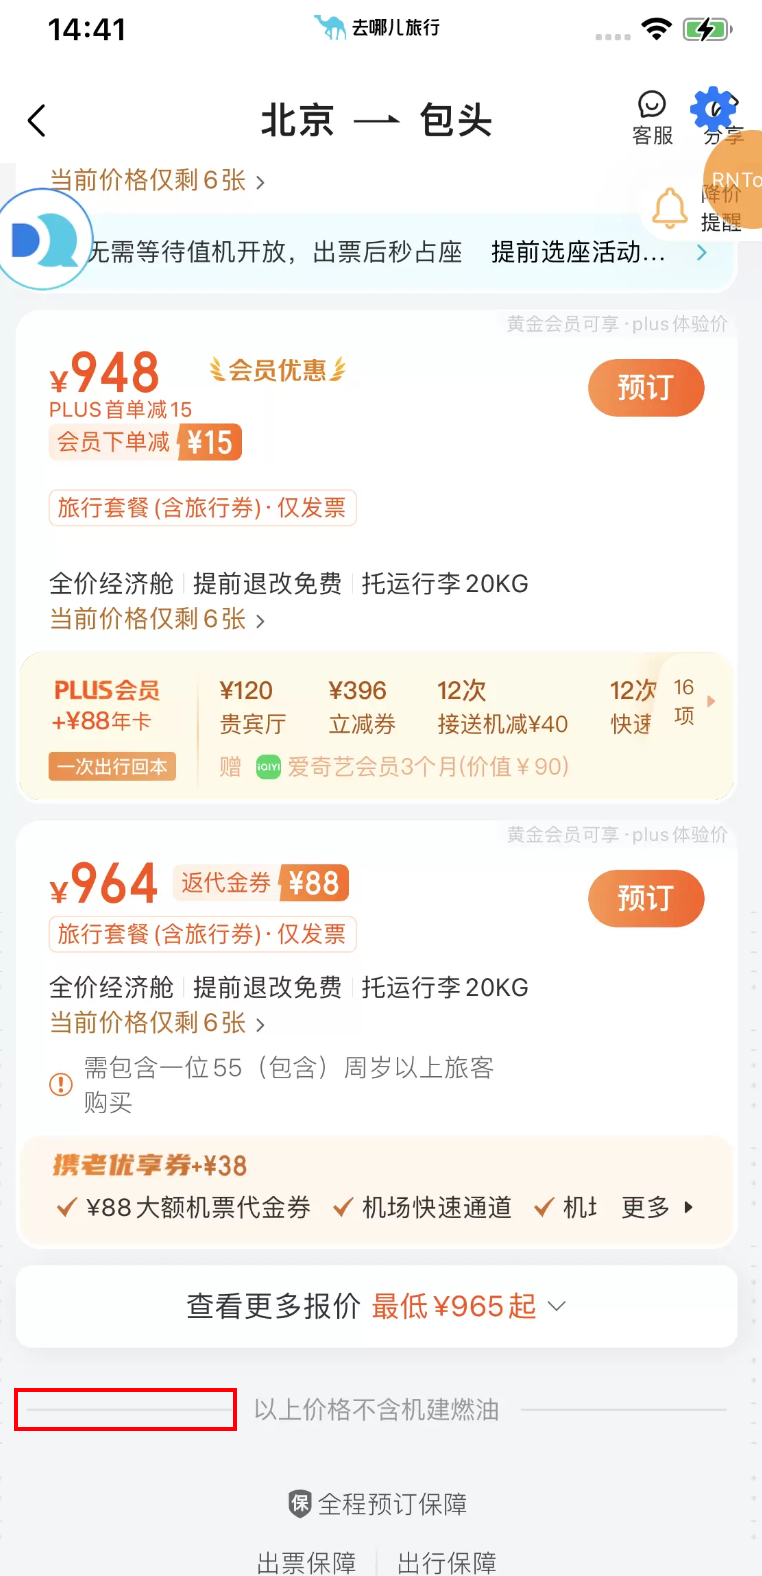 14:41
去哪儿旅行
北京 → 包头
客服
分享
RNTo
降价
提醒
当前价格仅剩6张 >
无需等待值机开放，出票后秒占座 提前选座活动... >
黄金会员可享·plus体验价
¥948
会员优惠
预订
PLUS首单减15
会员下单减 ¥15
旅行套餐(含旅行券)·仅发票
全价经济舱 | 提前退改免费 | 托运行李20KG
当前价格仅剩6张 >
PLUS会员 ¥120 ¥396 12次 12次 16
+¥88年卡 贵宾厅 立减券 接送机减¥40 快速 项
一次出行回本 赠 iQIYI 爱奇艺会员3个月(价值¥90)
黄金会员可享·plus体验价
¥964 返代金券 ¥88
预订
旅行套餐(含旅行券)·仅发票
全价经济舱 | 提前退改免费 | 托运行李20KG
当前价格仅剩6张 >
需包含一位55（包含）周岁以上旅客
购买
携老优享券+¥38
¥88大额机票代金券 机场快速通道 机 更多
查看更多报价 最低¥965起
以上价格不含机建燃油
保 全程预订保障
出票保障 | 出行保障